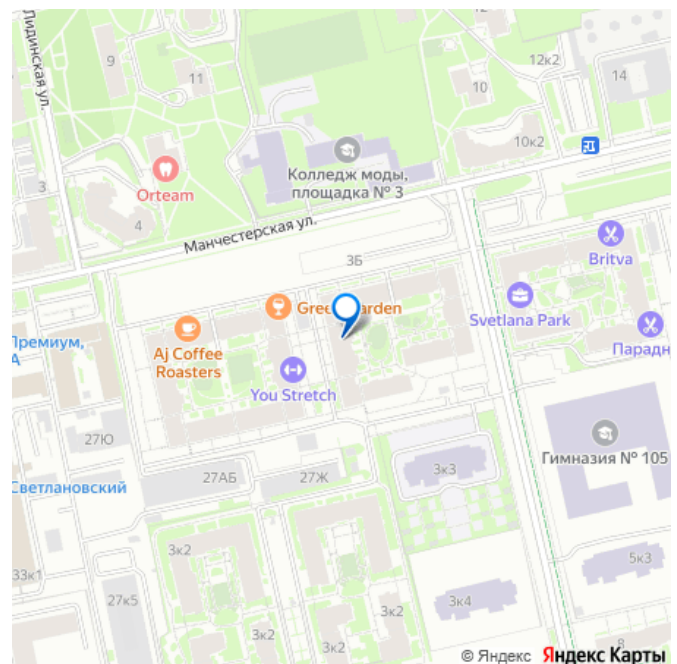 Лидинская ул.
9
11
12к2
14
10
10к2
Колледж моды,
площадка № 3
Orteam
3
4
Манчестерская ул.
3Б
Britva
Green Garden
Svetlana Park
Премиум,
А
Aj Coffee
Roasters
Парадн
You Stretch
27Ю
Гимназия № 105
3к3
27АБ
27Ж
Светлановский
3к2
5к3
33к1
27к5
3к4
3к2
3к2
3к2
8
© Яндекс Яндекс Карты